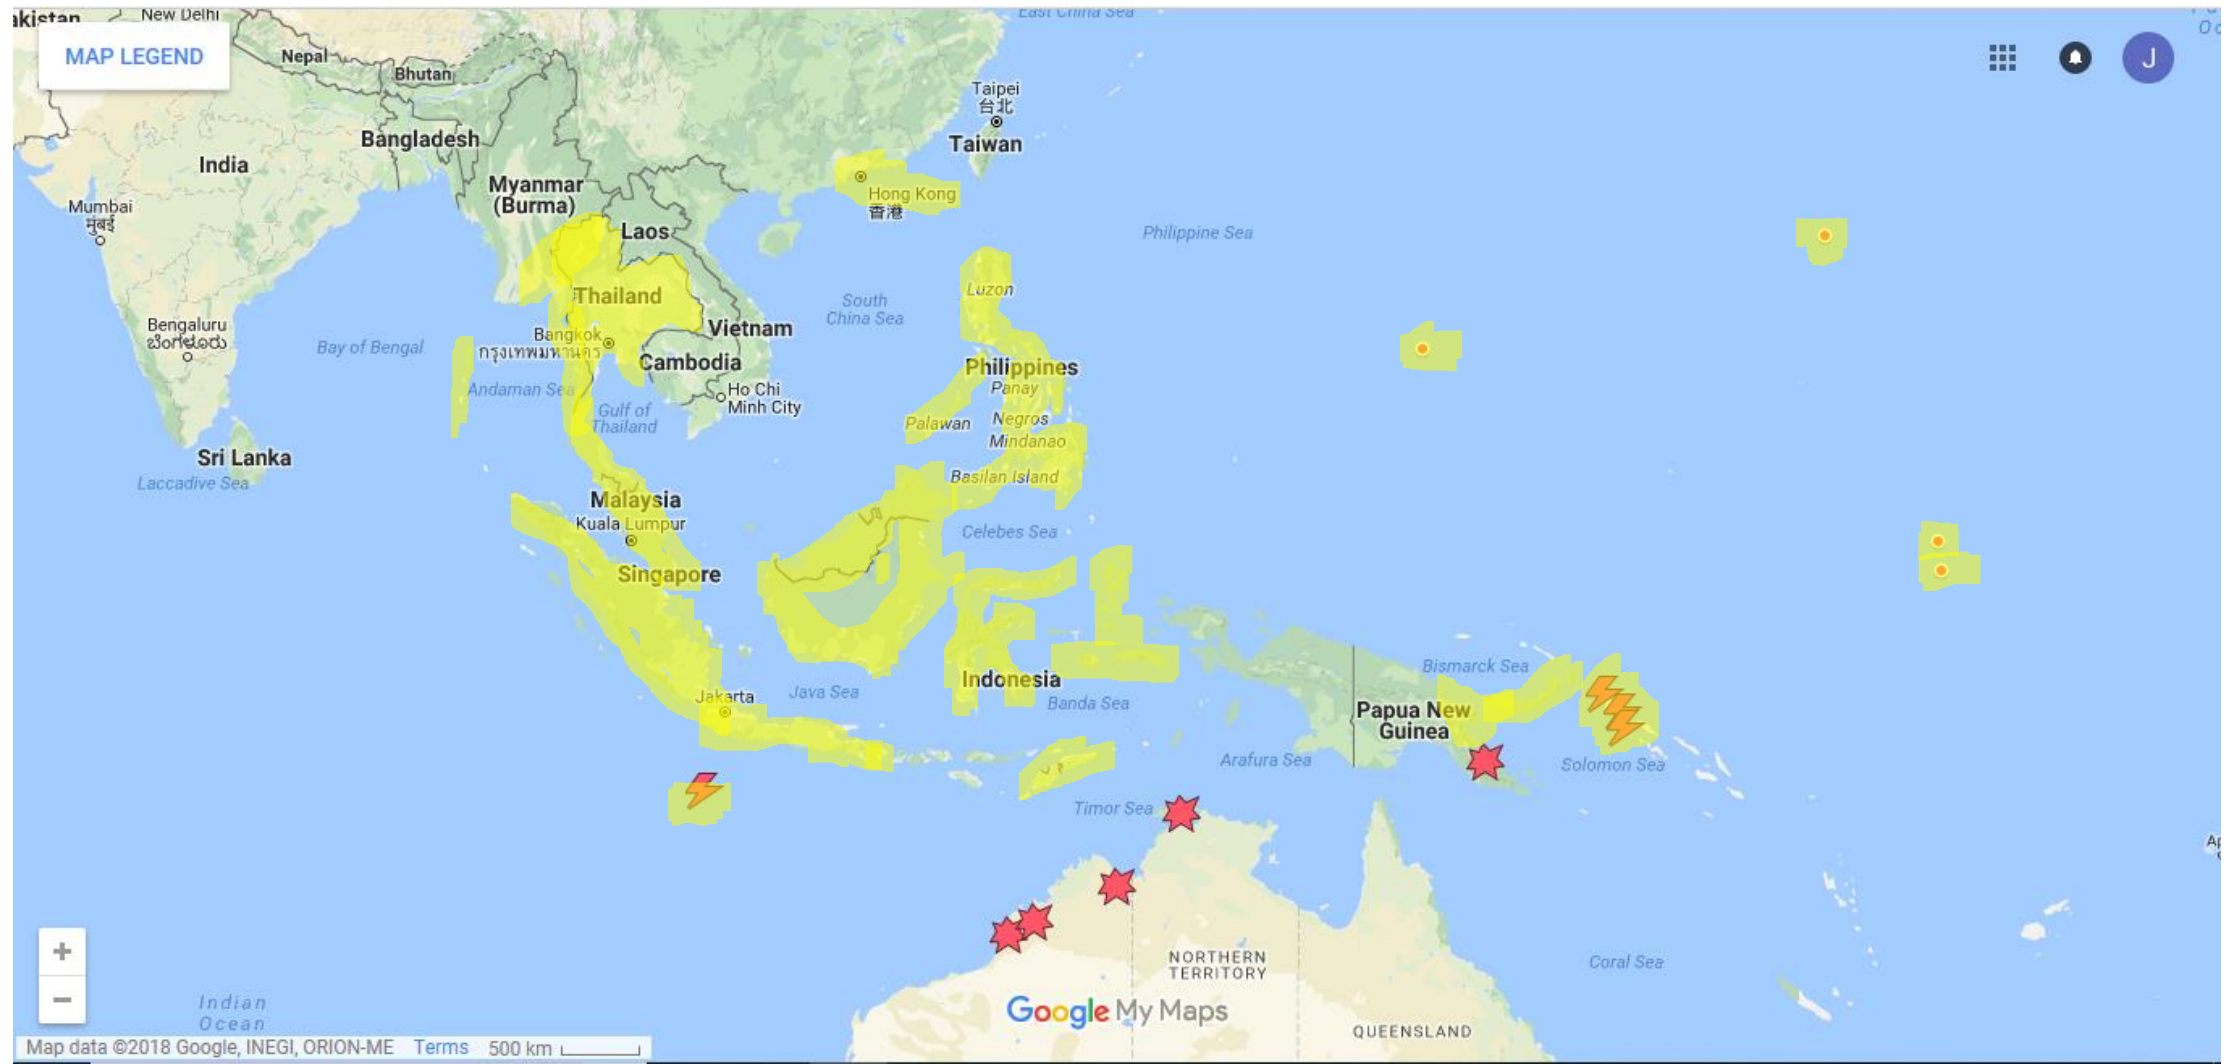 akistan
New Delhi
East China Sea
MAP LEGEND
Nepal
Bhutan
J
Taipei
台北
Bangladesh
Taiwan
India
Myanmar
(Burma)
Hong Kong
香港
Mumbai
मुंबई
Laos
Philippine Sea
Thailand
Luzon
South
China Sea
Bengaluru
ಬೆಂಗಳೂರು
Vietnam
Bangkok
กรุงเทพมหานคร
Bay of Bengal
Cambodia
Philippines
Panay
Andaman Sea
Ho Chi
Minh City
Gulf of
Thailand
Palawan
Negros
Mindanao
Sri Lanka
Laccadive Sea
Basilan Island
Malaysia
Kuala Lumpur
Celebes Sea
Singapore
Indonesia
Bismarck Sea
Jakarta
Java Sea
Banda Sea
Papua New
Guinea
Arafura Sea
Solomon Sea
Timor Sea
+
NORTHERN
TERRITORY
Coral Sea
−
Indian
Ocean
Google My Maps
QUEENSLAND
Map data ©2018 Google, INEGI, ORION-ME Terms 500 km